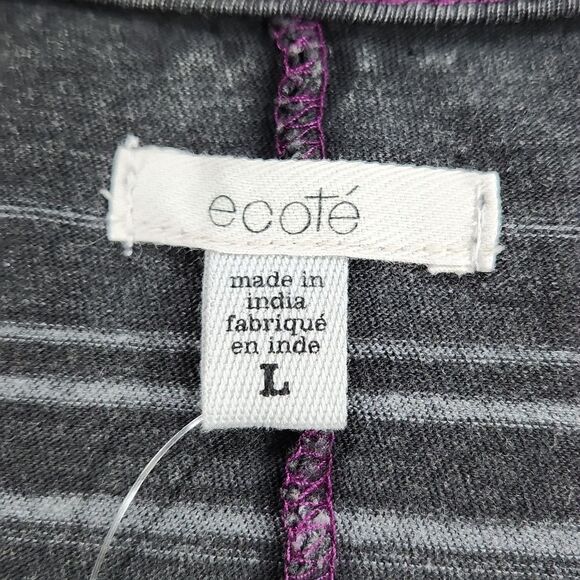 ecoté
made in
india
fabriqué
en inde
L